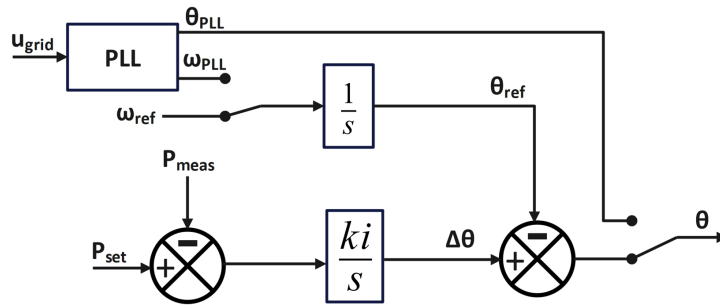 θPLL
ugrid
PLL
ωPLL
ωref
1
s
θref
Pmeas
−
Pset
+
ki
s
Δθ
−
+
θ